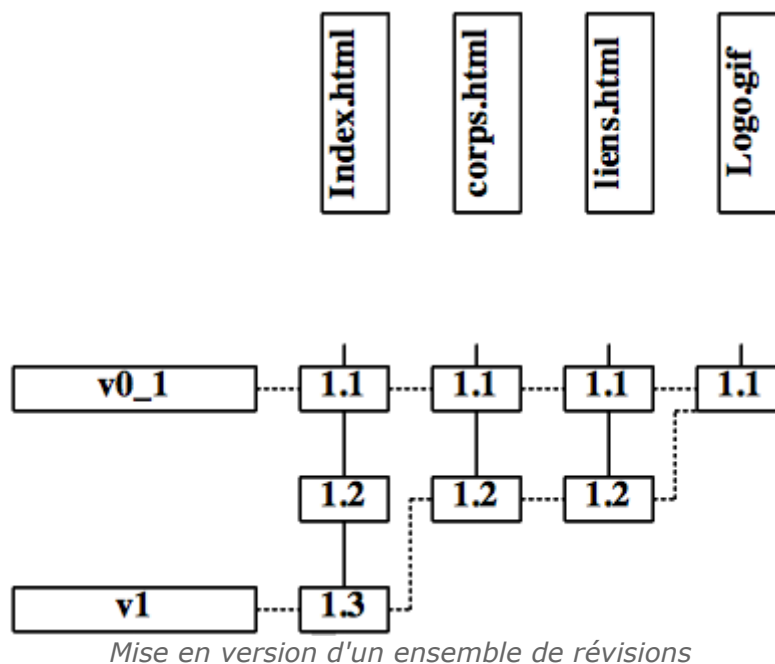 Index.html
corps.html
liens.html
Logo.gif
v0_1 1.1 1.1 1.1 1.1
1.2 1.2 1.2
v1 1.3
Mise en version d'un ensemble de révisions